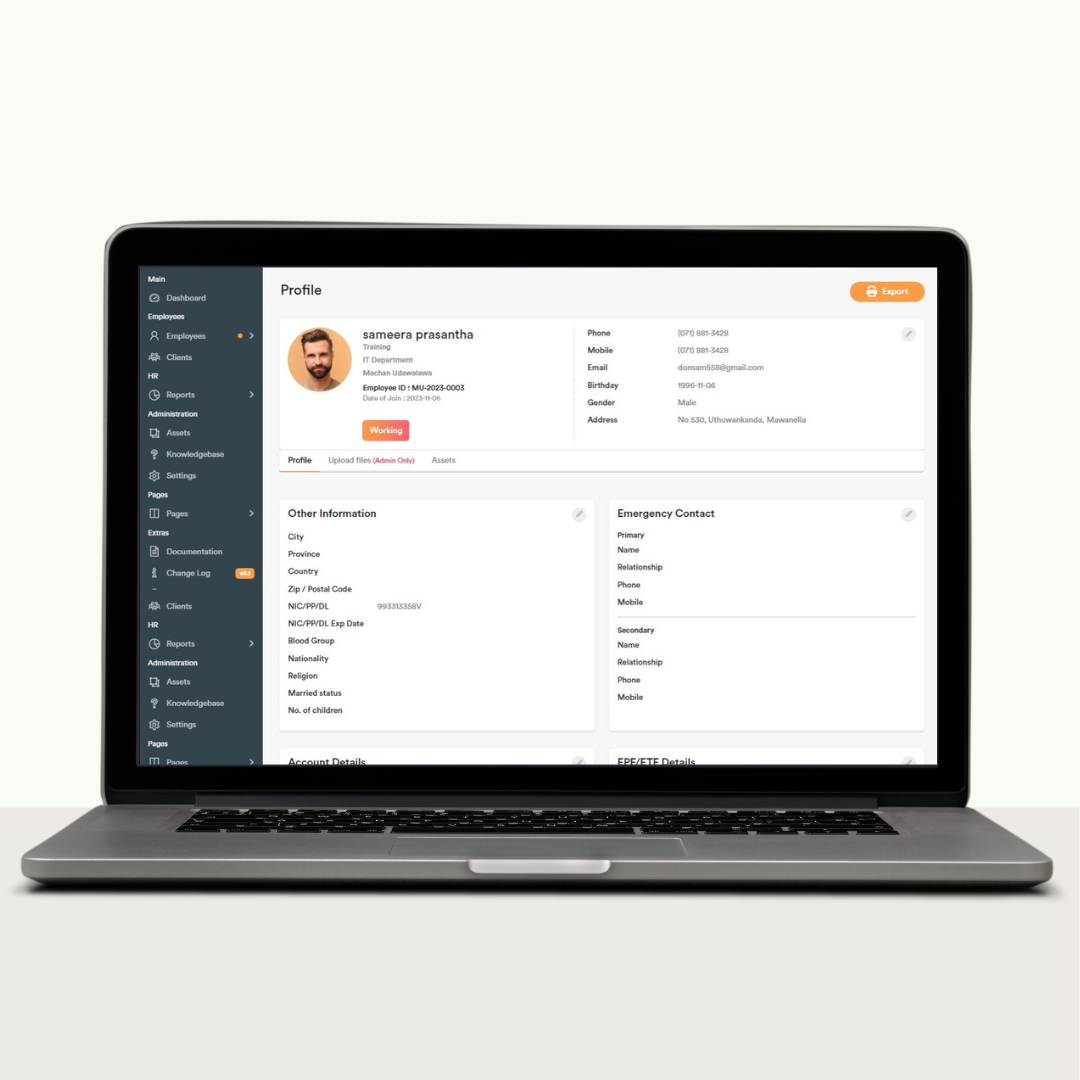 Main
Dashboard
Employees
Employees
Clients
HR
Reports
Administration
Assets
Knowledgebase
Settings
Pages
Pages
Extras
Documentation
Change Log
Clients
HR
Reports
Administration
Assets
Knowledgebase
Settings
Pages
Pages
Profile
Export
sameera prasantha
Training
IT Department
Machan Udawalawa
Employee ID : MU-2023-0003
Date of Join : 2023-11-06
Working
Phone (071) 881-3428
Mobile (071) 881-3428
Email donsam558@gmail.com
Birthday 1996-11-06
Gender Male
Address No 530, Uthuwankanda, Mawanella
Profile Upload files (Admin Only) Assets
Other Information
City
Province
Country
Zip / Postal Code
NIC/PP/DL 993313358V
NIC/PP/DL Exp Date
Blood Group
Nationality
Religion
Married status
No. of children
Emergency Contact
Primary
Name
Relationship
Phone
Mobile
Secondary
Name
Relationship
Phone
Mobile
Account Details
EPF/ETF Details